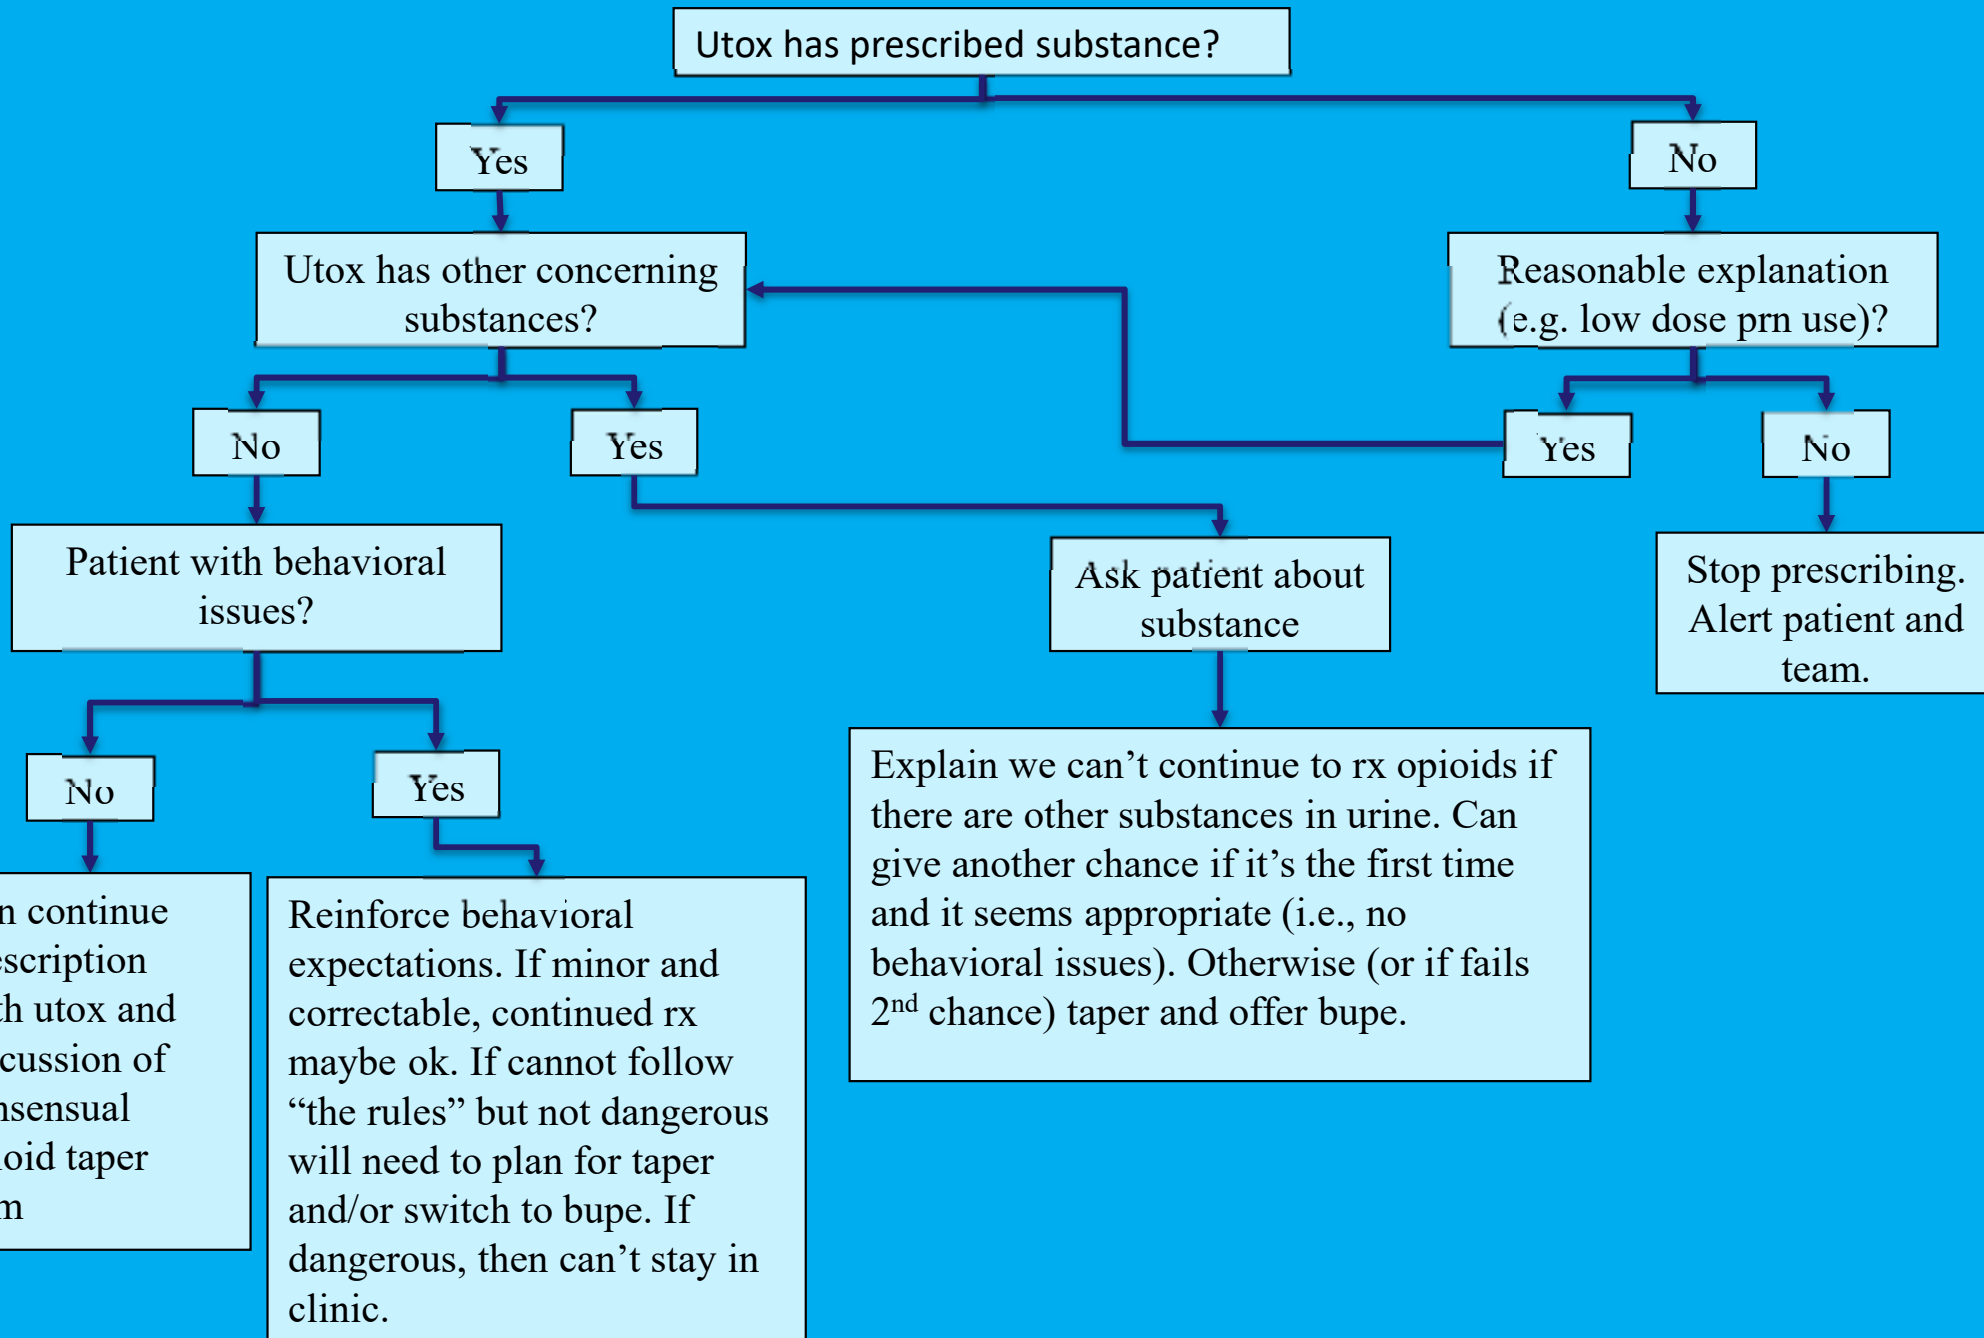 Utox has prescribed substance?
Yes
No
Utox has other concerning
substances?
Reasonable explanation
(e.g. low dose prn use)?
No
Yes
Yes
No
Patient with behavioral
issues?
Ask patient about
substance
Stop prescribing.
Alert patient and
team.
No
Yes
Explain we can’t continue to rx opioids if
there are other substances in urine. Can
give another chance if it’s the first time
and it seems appropriate (i.e., no
behavioral issues). Otherwise (or if fails
2nd chance) taper and offer bupe.
continue
utox and
of
taper
Reinforce behavioral
expectations. If minor and
correctable, continued rx
maybe ok. If cannot follow
“the rules” but not dangerous
will need to plan for taper
and/or switch to bupe. If
dangerous, then can’t stay in
clinic.